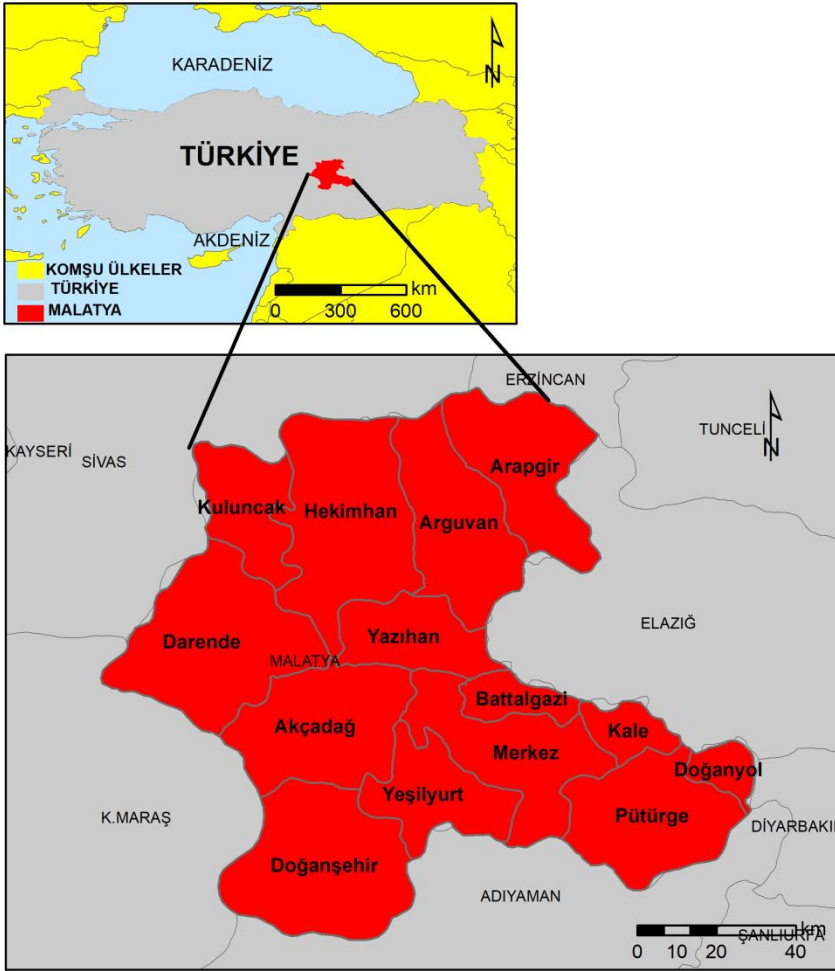 N
KARADENİZ
TÜRKİYE
AKDENİZ
KOMŞU ÜLKELER
TÜRKİYE
MALATYA
km
0 300 600
ERZİNCAN
TUNCELİ
N
KAYSERİ
SİVAS
Arapgir
Kuluncak
Hekimhan
Arguvan
ELAZIĞ
Darende
Yazıhan
MALATYA
Battalgazi
Akçadağ
Kale
Merkez
Doğanyol
Yeşilyurt
K.MARAŞ
Pütürge
DİYARBAKI
Doğanşehir
ADIYAMAN
km
ŞANLIURFA
0 10 20 40